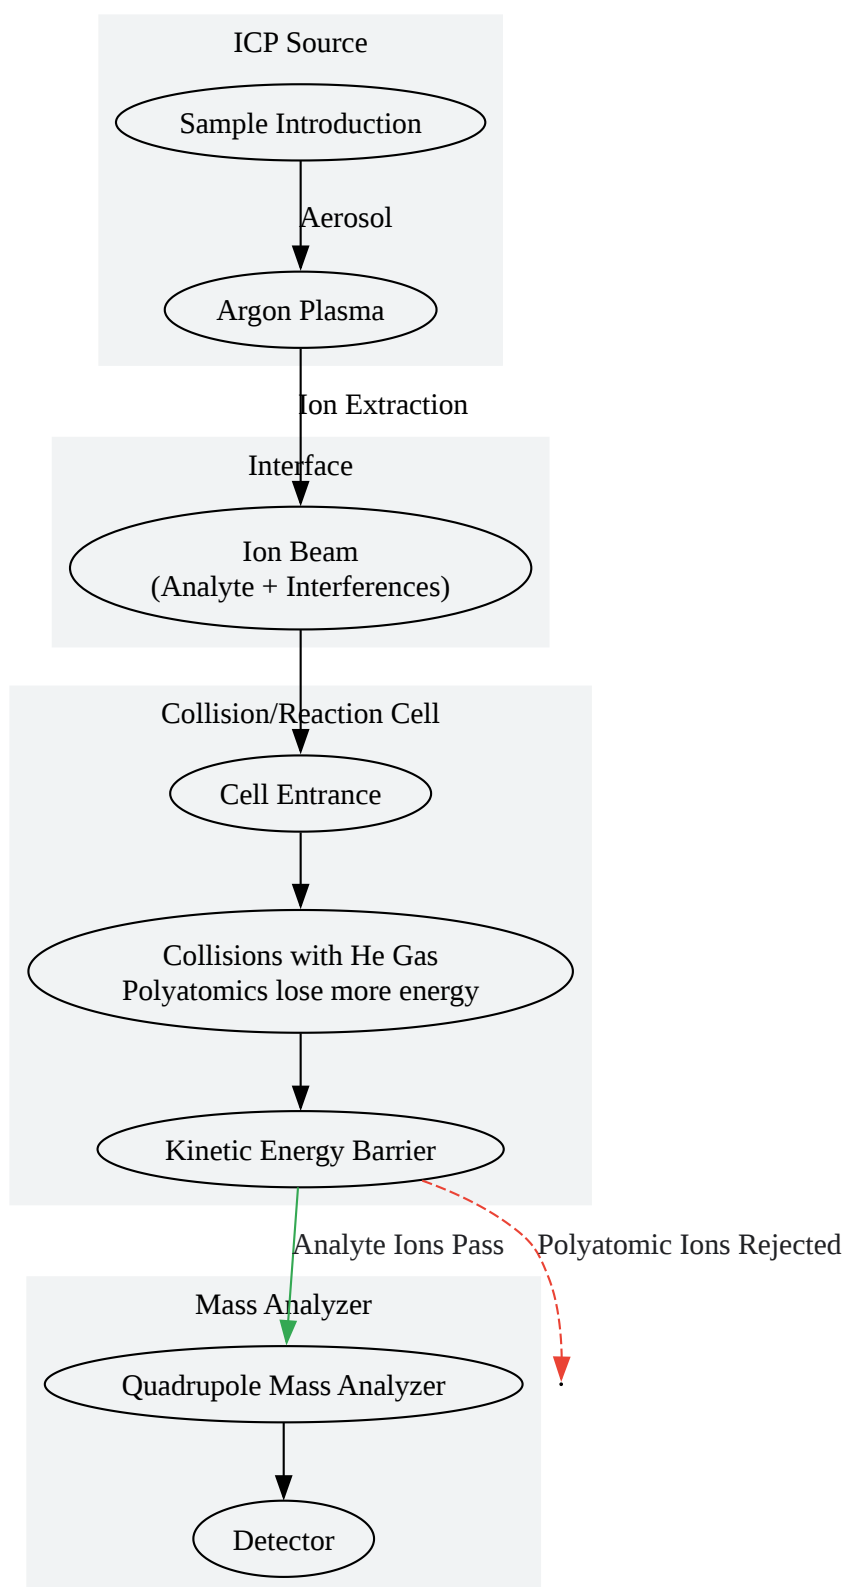 ICP Source
Sample Introduction
Aerosol
Argon Plasma
Ion Extraction
Interface
Ion Beam
(Analyte + Interferences)
Collision/Reaction Cell
Cell Entrance
Collisions with He Gas
Polyatomics lose more energy
Kinetic Energy Barrier
Analyte Ions Pass
Polyatomic Ions Rejected
Mass Analyzer
Quadrupole Mass Analyzer
Detector